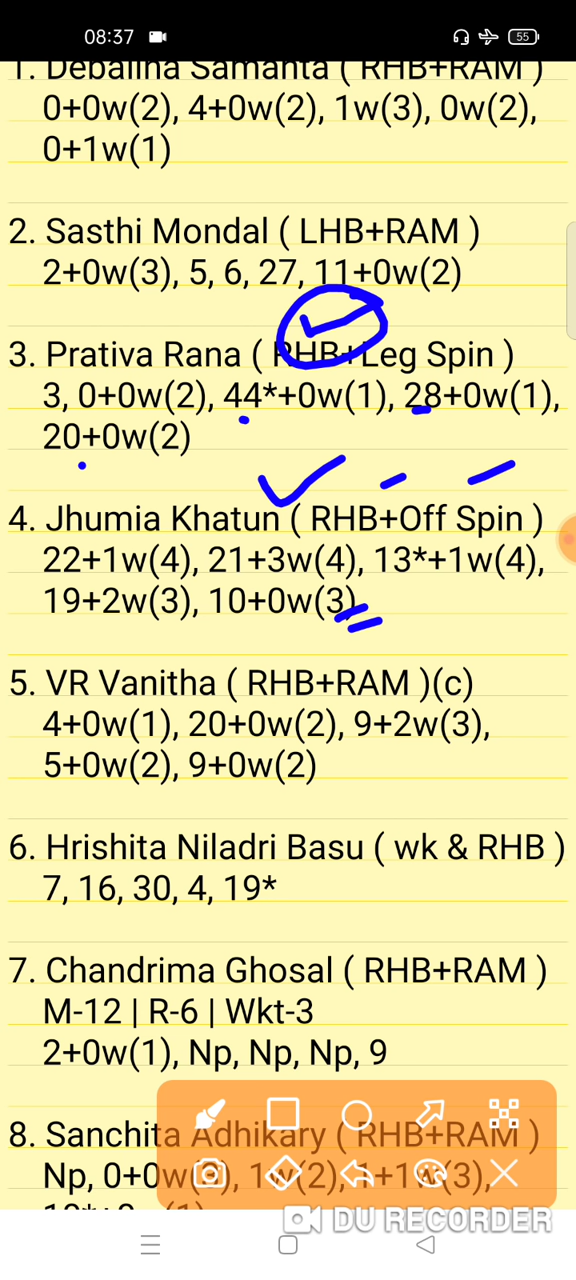 08:37
55
1. Debalina Samanta ( RHB+RAM )
0+0w(2), 4+0w(2), 1w(3), 0w(2),
0+1w(1)
2. Sasthi Mondal ( LHB+RAM )
2+0w(3), 5, 6, 27, 11+0w(2)
3. Prativa Rana ( RHB+Leg Spin )
3, 0+0w(2), 44*+0w(1), 28+0w(1),
20+0w(2)
4. Jhumia Khatun ( RHB+Off Spin )
22+1w(4), 21+3w(4), 13*+1w(4),
19+2w(3), 10+0w(3)
5. VR Vanitha ( RHB+RAM )(c)
4+0w(1), 20+0w(2), 9+2w(3),
5+0w(2), 9+0w(2)
6. Hrishita Niladri Basu ( wk & RHB )
7, 16, 30, 4, 19*
7. Chandrima Ghosal ( RHB+RAM )
M-12 | R-6 | Wkt-3
2+0w(1), Np, Np, Np, 9
8. Sanchita Adhikary ( RHB+RAM )
Np, 1w(2), 1+1w(3),
DU RECORDER